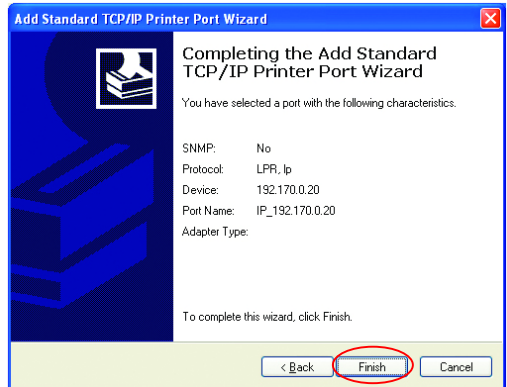 Add Standard TCP/IP Printer Port Wizard
Completing the Add Standard
TCP/IP Printer Port Wizard
You have selected a port with the following characteristics.
SNMP: No
Protocol: LPR, lp
Device: 192.170.0.20
Port Name: IP_192.170.0.20
Adapter Type:
To complete this wizard, click Finish.
< Back Finish Cancel